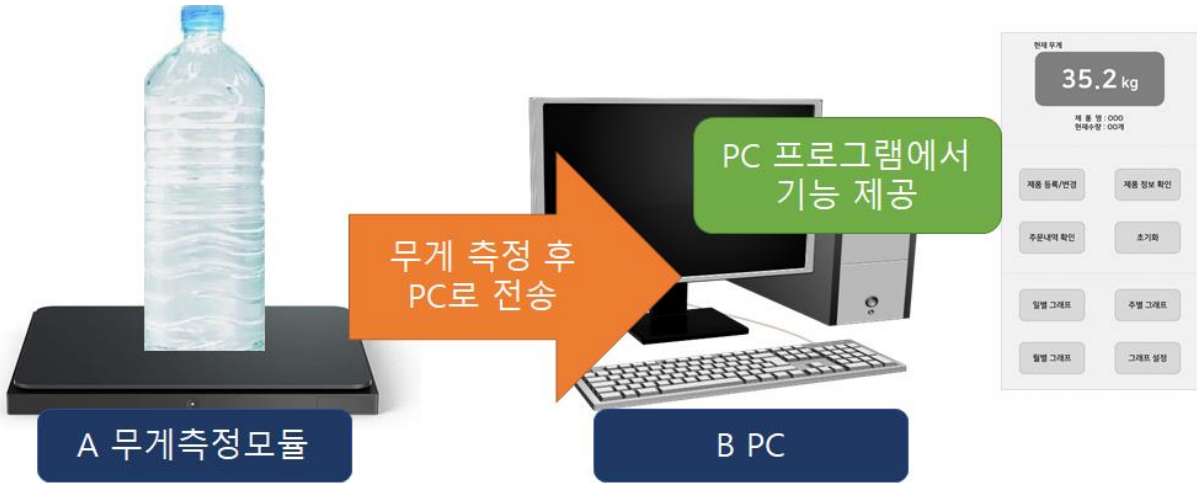 현재 무게
35.2 kg
제 품 명 : 000
현재수량 : 00개
PC 프로그램에서
기능 제공
제품 등록/변경
제품 정보 확인
주문내역 확인
초기화
무게 측정 후
PC로 전송
일별 그래프
주별 그래프
월별 그래프
그래프 설정
A 무게측정모듈
B PC